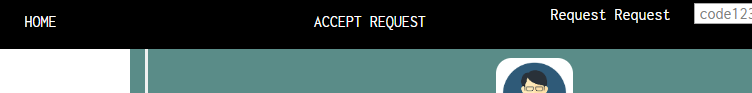 HOME
ACCEPT REQUEST
Request Request
code123